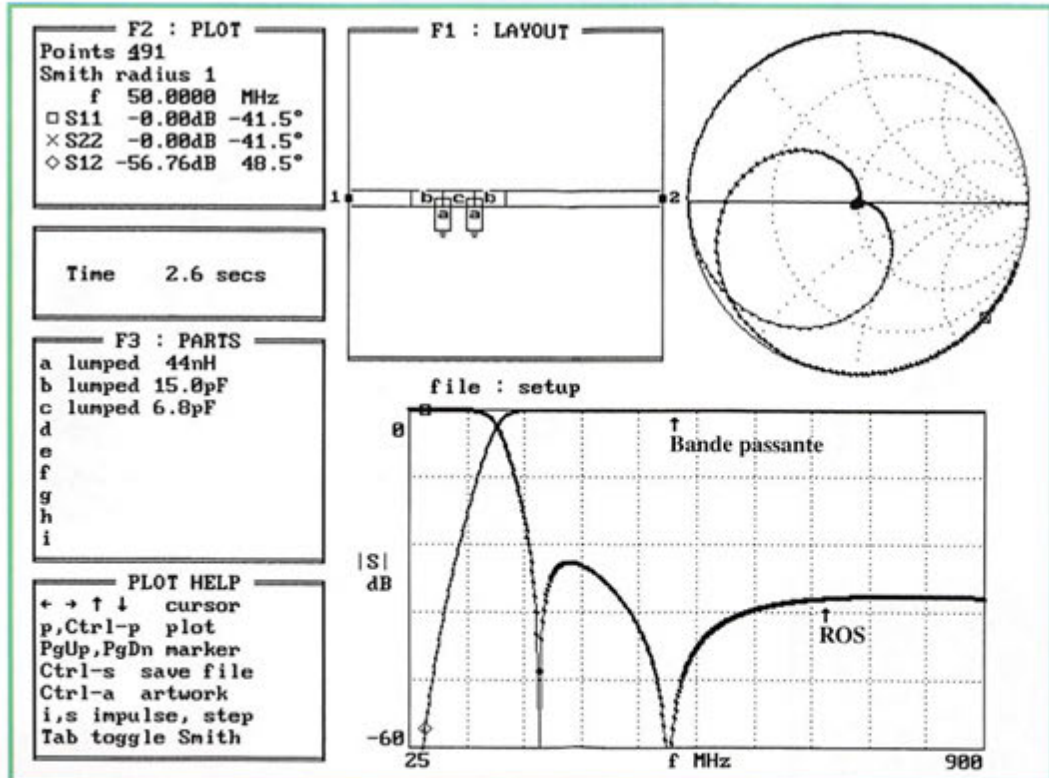 F2 : PLOT
Points 491
Smith radius 1
f 50.0000 MHz
□ S11 -0.00dB -41.5°
× S22 -0.00dB -41.5°
◇ S12 -56.76dB 48.5°
Time 2.6 secs
F3 : PARTS
a lumped 44nH
b lumped 15.0pF
c lumped 6.8pF
d
e
f
g
h
i
PLOT HELP
← → ↑ ↓ cursor
p,Ctrl-p plot
PgUp,PgDn marker
Ctrl-s save file
Ctrl-a artwork
i,s impulse, step
Tab toggle Smith
F1 : LAYOUT
1 b c b 2
a a
file : setup
0
↑
Bande passante
|S|
dB
↑
ROS
-60
25 f MHz 900